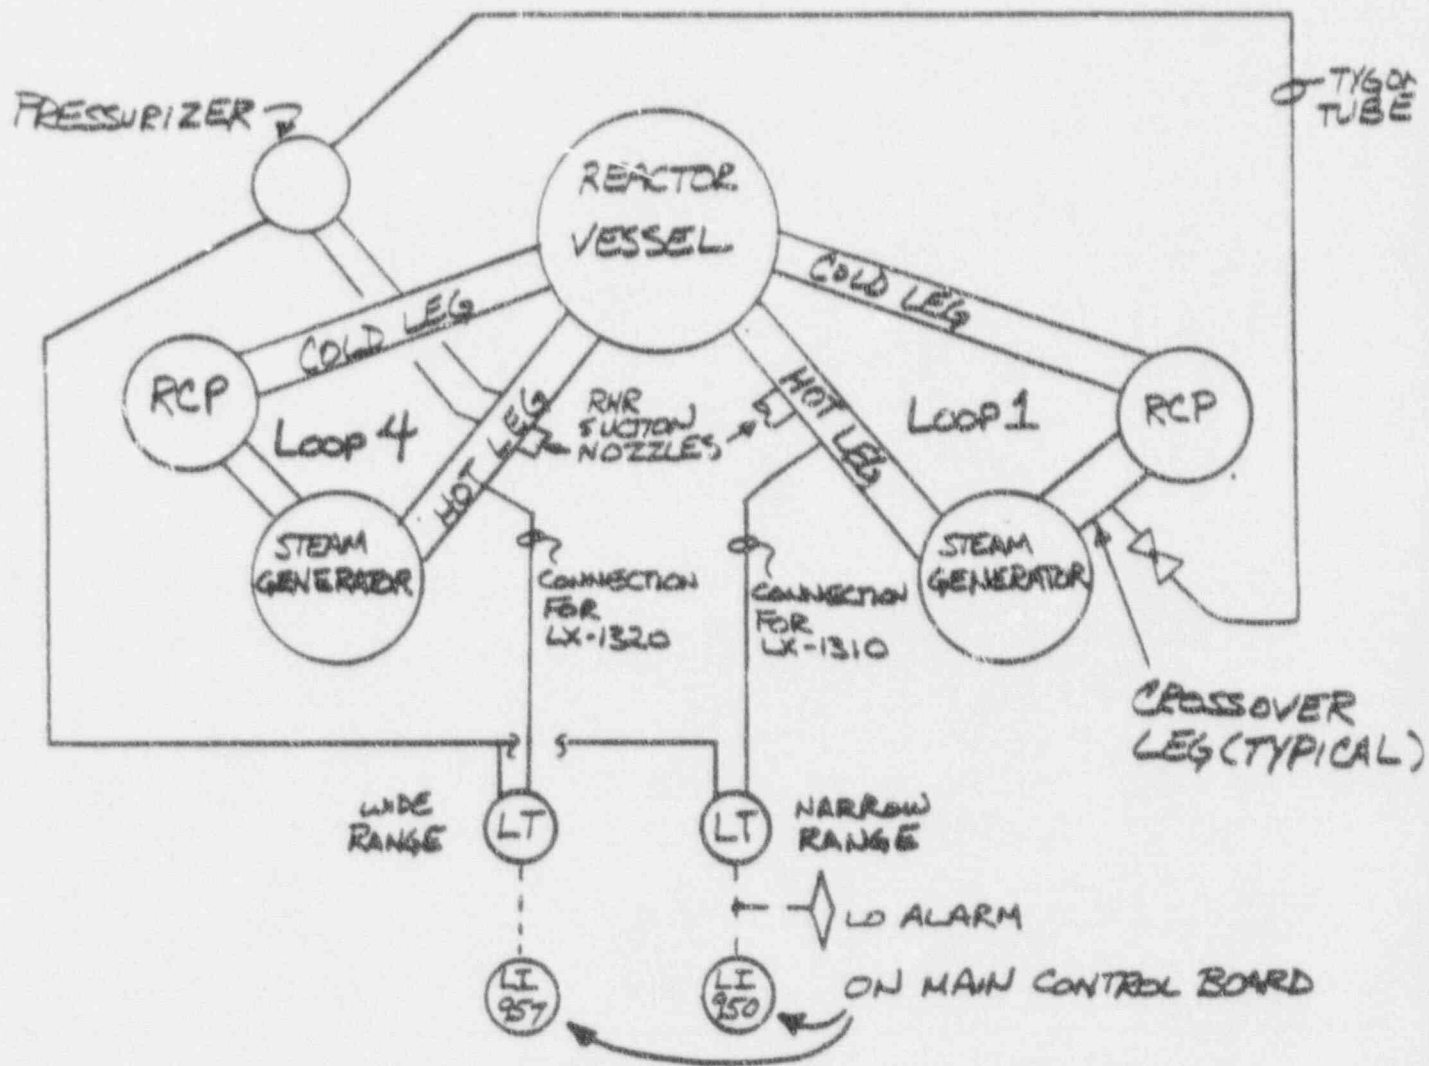 PRESSURIZER
TYGON
TUBE
REACTOR
VESSEL
COLD LEG
COLD LEG
RCP
Loop 4
HOT LEG
RHR
SUCTION
NOZZLES
HOT LEG
Loop 1
RCP
STEAM
GENERATOR
CONNECTION
FOR
LX-1320
CONNECTION
FOR
LX-1310
STEAM
GENERATOR
CROSSOVER
LEG (TYPICAL)
WIDE
RANGE
LT
LT
NARROW
RANGE
LO ALARM
LI
957
LI
950
ON MAIN CONTROL BOARD